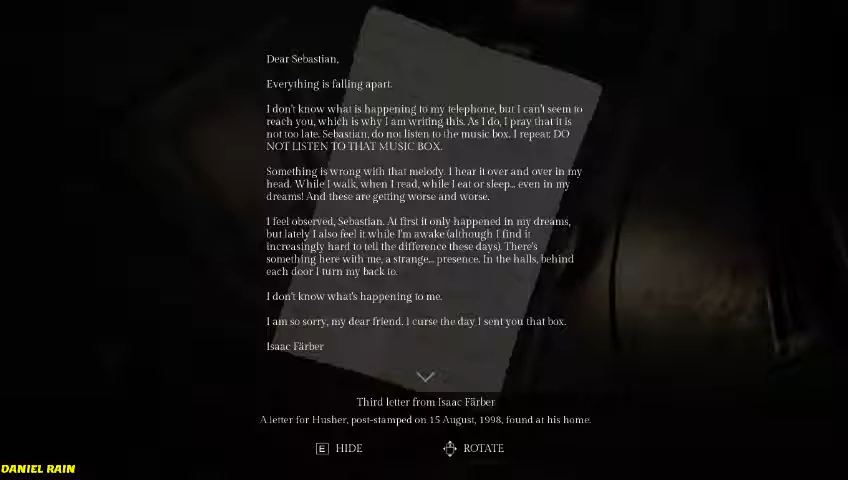 Dear Sebastian,
Everything is falling apart.
I don't know what is happening to my telephone, but I can't seem to
reach you, which is why I am writing this. As I do, I pray that it is
not too late. Sebastian, do not listen to the music box. I repeat: DO
NOT LISTEN TO THAT MUSIC BOX.
Something is wrong with that melody. I hear it over and over in my
head. While I walk, when I read, while I eat or sleep... even in my
dreams! And these are getting worse and worse.
I feel observed, Sebastian. At first it only happened in my dreams,
but lately I also feel it while I'm awake (although I find it
increasingly hard to tell the difference these days). There's
something here with me, a strange... presence. In the halls, behind
each door I turn my back to.
I don't know what's happening to me.
I am so sorry, my dear friend. I curse the day I sent you that box.
Isaac Färber
Third letter from Isaac Färber
A letter for Husher, post-stamped on 15 August, 1998, found at his home.
E HIDE ROTATE
DANIEL RAIN